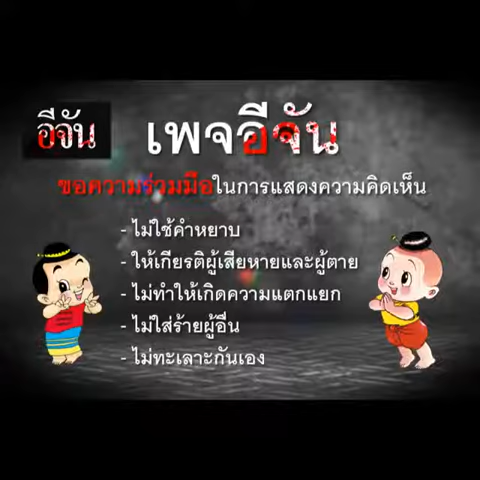 อีจัน
เพจอีจัน
ขอความร่วมมือในการแสดงความคิดเห็น
- ไม่ใช้คำหยาบ
- ให้เกียรติผู้เสียหายและผู้ตาย
- ไม่ทำให้เกิดความแตกแยก
- ไม่ใส่ร้ายผู้อื่น
- ไม่ทะเลาะกันเอง